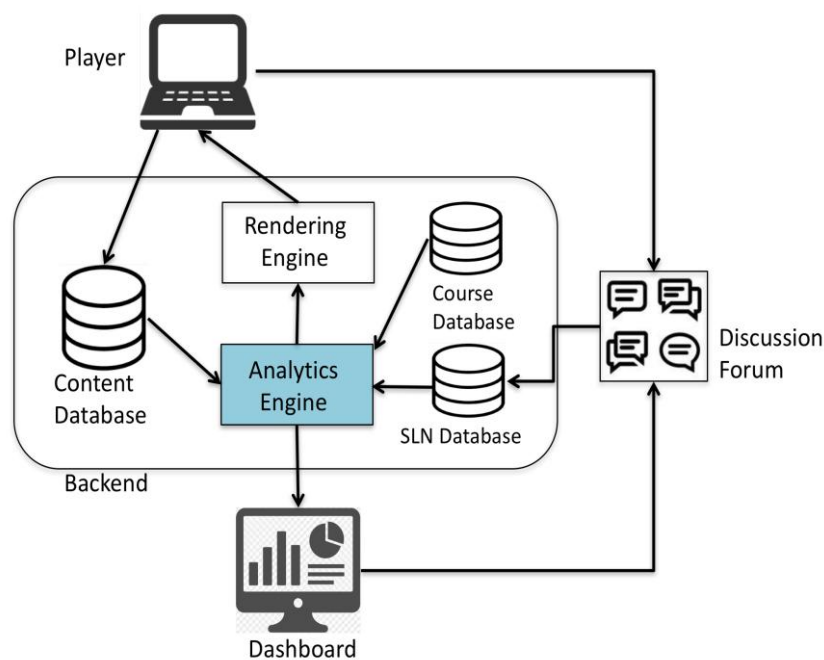 Player
Rendering
Engine
Course
Database
Content
Database
Analytics
Engine
SLN Database
Discussion
Forum
Backend
Dashboard